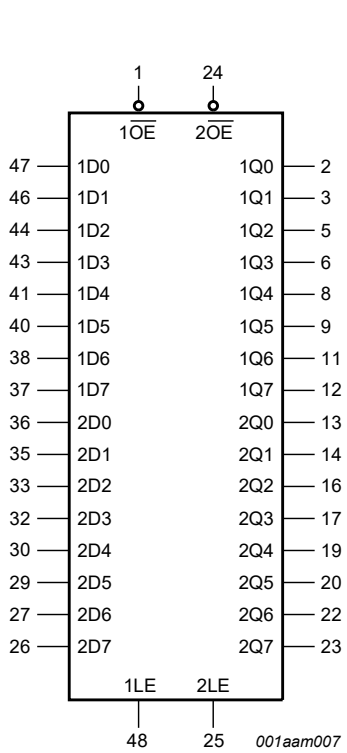 1 24
1OE 2OE
47 1D0 1Q0 2
46 1D1 1Q1 3
44 1D2 1Q2 5
43 1D3 1Q3 6
41 1D4 1Q4 8
40 1D5 1Q5 9
38 1D6 1Q6 11
37 1D7 1Q7 12
36 2D0 2Q0 13
35 2D1 2Q1 14
33 2D2 2Q2 16
32 2D3 2Q3 17
30 2D4 2Q4 19
29 2D5 2Q5 20
27 2D6 2Q6 22
26 2D7 2Q7 23
1LE 2LE
48 25 001aam007